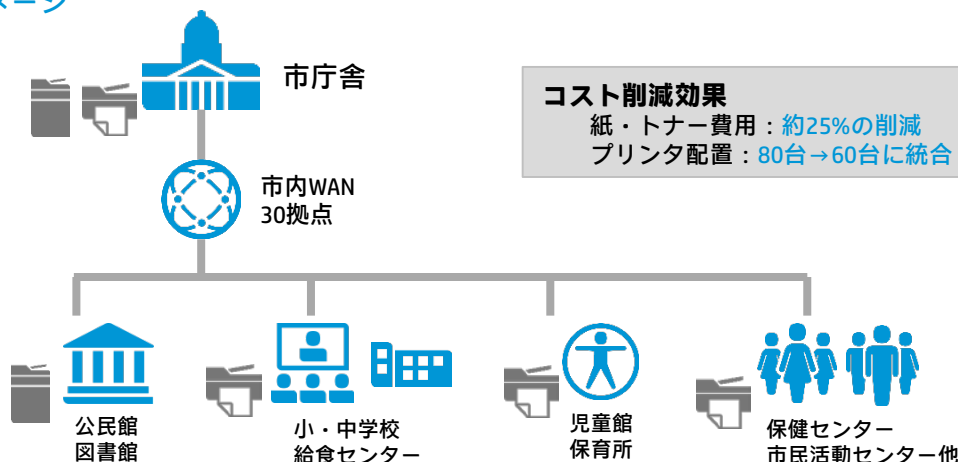 市庁舎
コスト削減効果
紙・トナー費用：約25%の削減
プリンタ配置：80台→60台に統合
市内WAN
30拠点
公民館
図書館
小・中学校
給食センター
児童館
保育所
保健センター
市民活動センター他